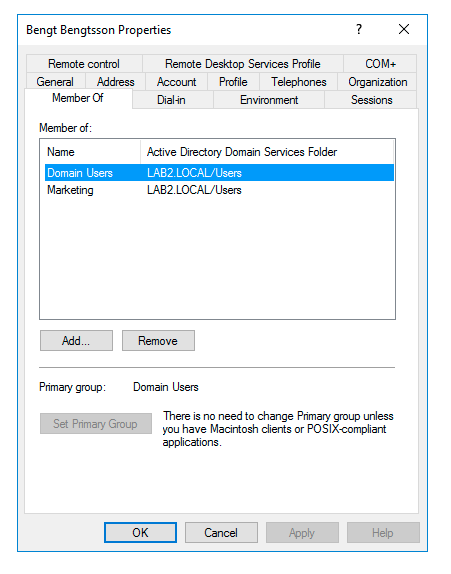 Bengt Bengtsson Properties ? ×
Remote control Remote Desktop Services Profile COM+
General Address Account Profile Telephones Organization
Member Of Dial-in Environment Sessions
Member of:
Name Active Directory Domain Services Folder
Domain Users LAB2.LOCAL/Users
Marketing LAB2.LOCAL/Users
Add... Remove
Primary group: Domain Users
Set Primary Group
There is no need to change Primary group unless
you have Macintosh clients or POSIX-compliant
applications.
OK Cancel Apply Help